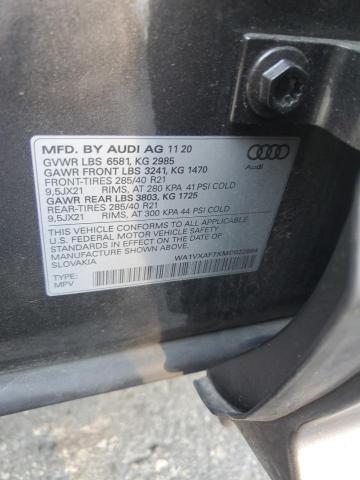 MFD. BY AUDI AG 11 20
GVWR LBS 6581, KG 2985
GAWR FRONT LBS 3241, KG 1470
FRONT-TIRES 285/40 R21
9,5JX21 RIMS, AT 280 KPA 41 PSI COLD
GAWR REAR LBS 3803, KG 1725
REAR-TIRES 285/40 R21
9,5JX21 RIMS, AT 300 KPA 44 PSI COLD
THIS VEHICLE CONFORMS TO ALL APPLICABLE
U.S. FEDERAL MOTOR VEHICLE SAFETY
STANDARDS IN EFFECT ON THE DATE OF
MANUFACTURE SHOWN ABOVE.
SLOVAKIA
TYPE:
MPV
Audi